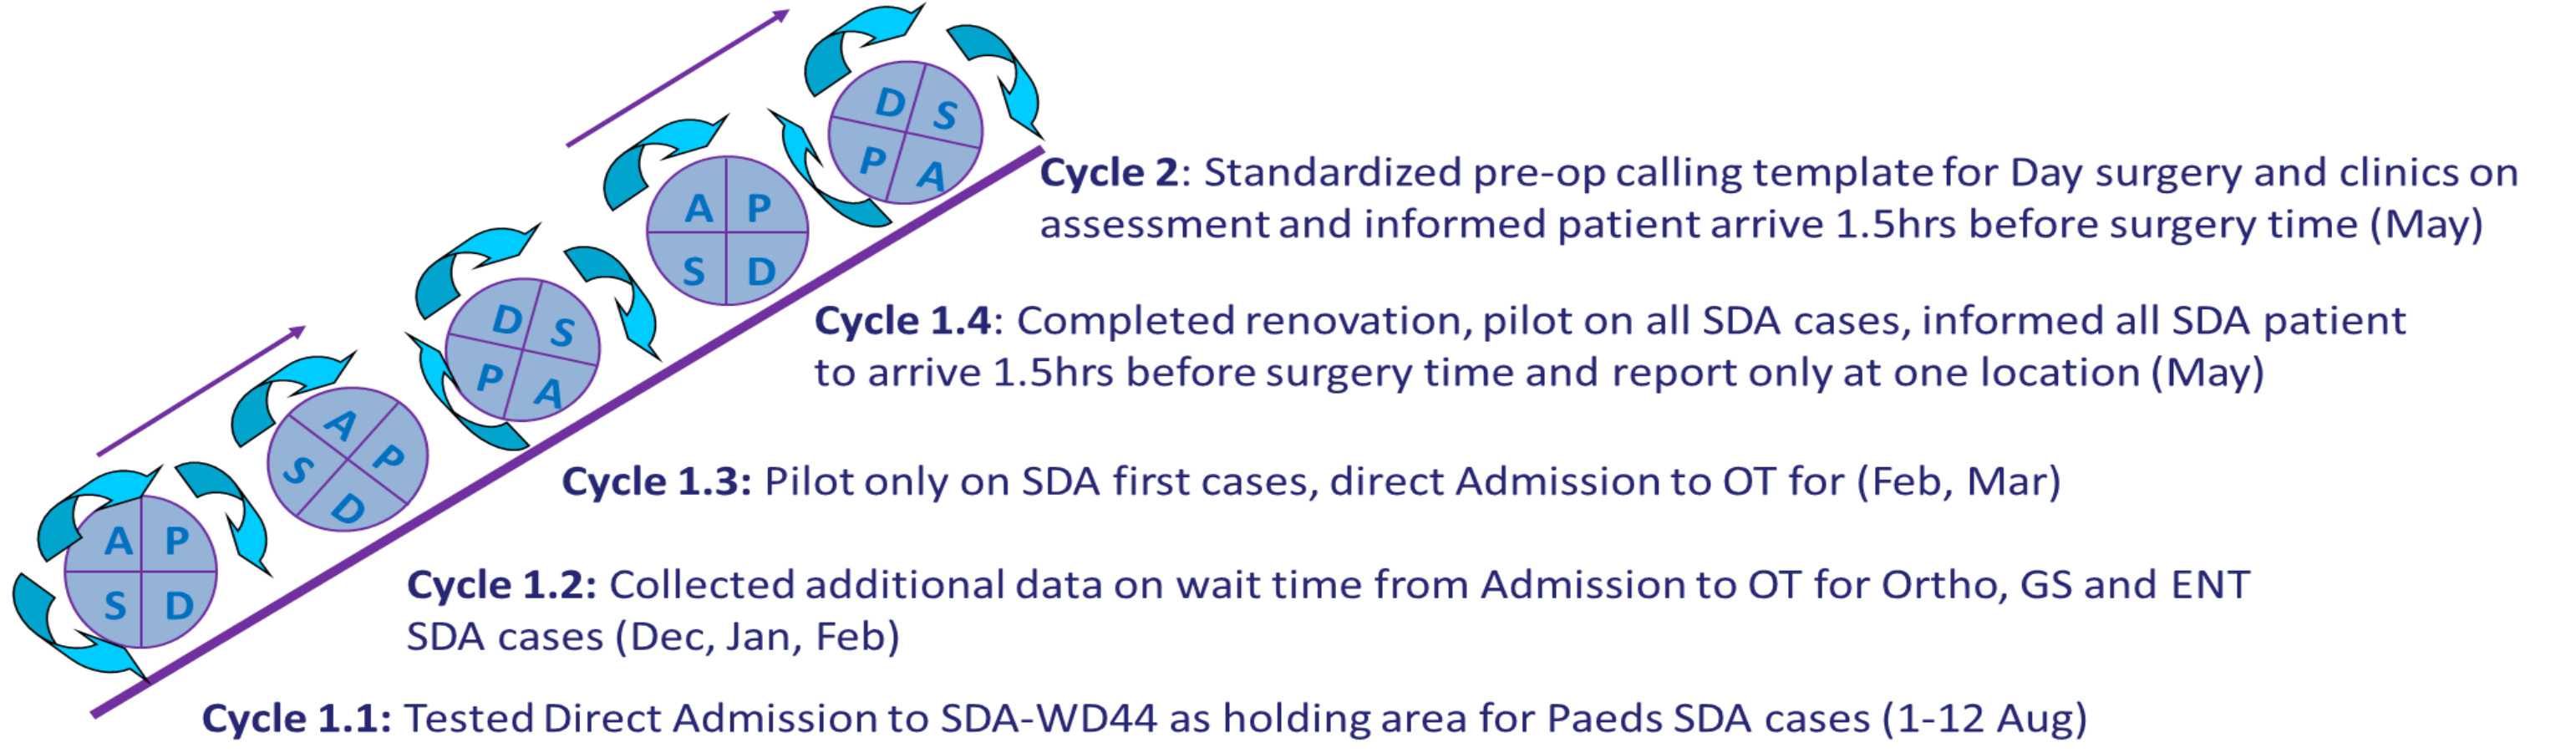 D S
P A
Cycle 2: Standardized pre-op calling template for Day surgery and clinics on
assessment and informed patient arrive 1.5hrs before surgery time (May)
A P
S D
Cycle 1.4: Completed renovation, pilot on all SDA cases, informed all SDA patient
to arrive 1.5hrs before surgery time and report only at one location (May)
D S
P A
Cycle 1.3: Pilot only on SDA first cases, direct Admission to OT for (Feb, Mar)
A P
S D
Cycle 1.2: Collected additional data on wait time from Admission to OT for Ortho, GS and ENT
SDA cases (Dec, Jan, Feb)
A P
S D
Cycle 1.1: Tested Direct Admission to SDA-WD44 as holding area for Paeds SDA cases (1-12 Aug)